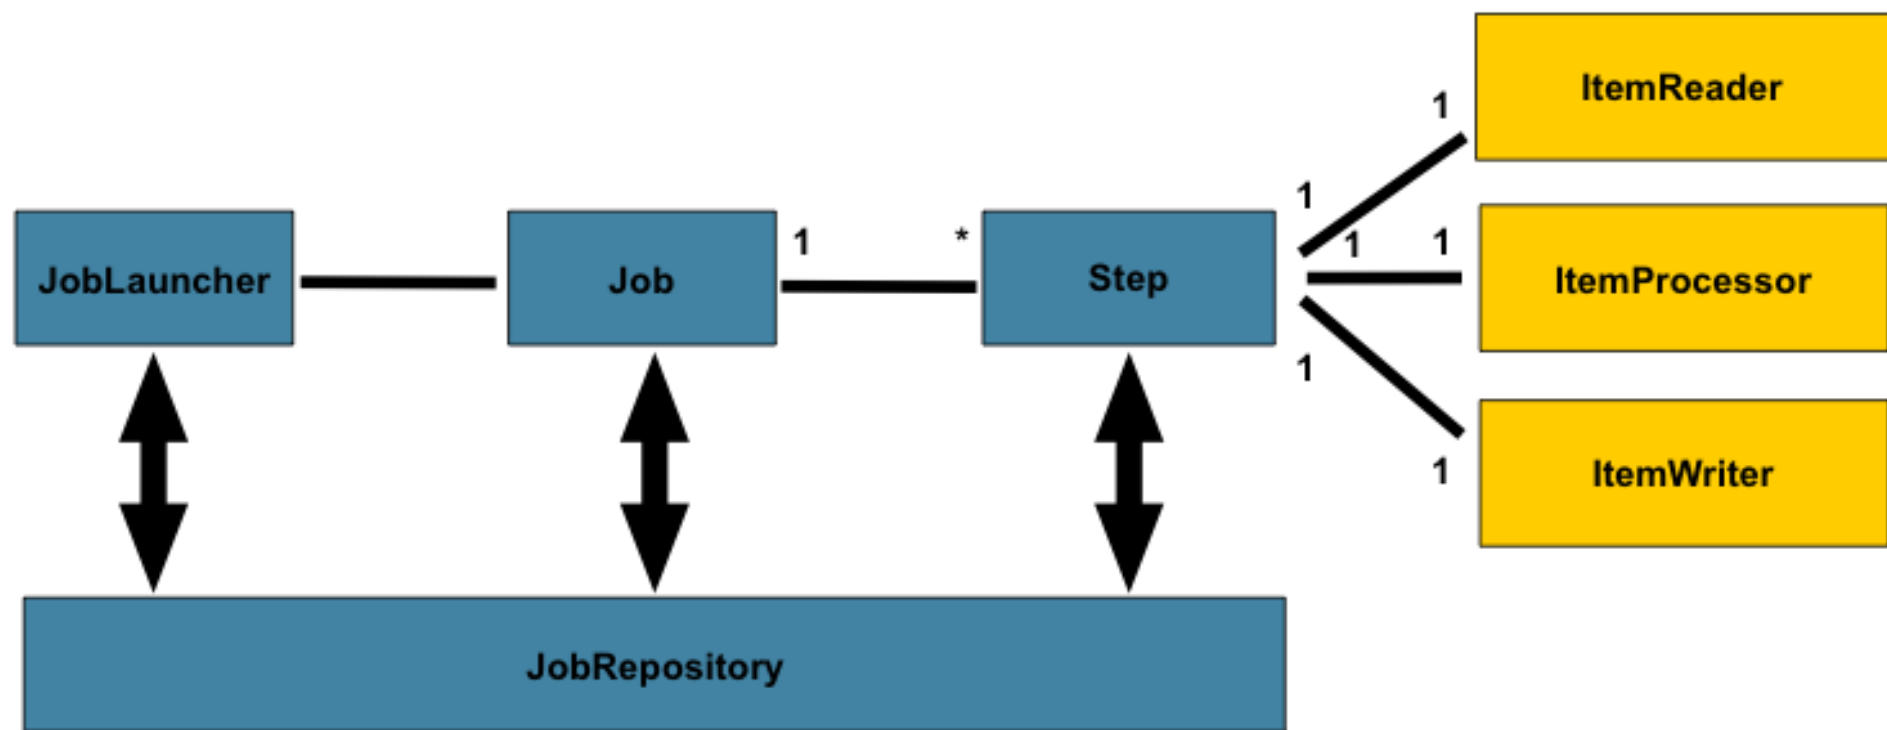 ItemReader
1
1
JobLauncher
Job
1
*
Step
1
1
ItemProcessor
1
1
ItemWriter
JobRepository